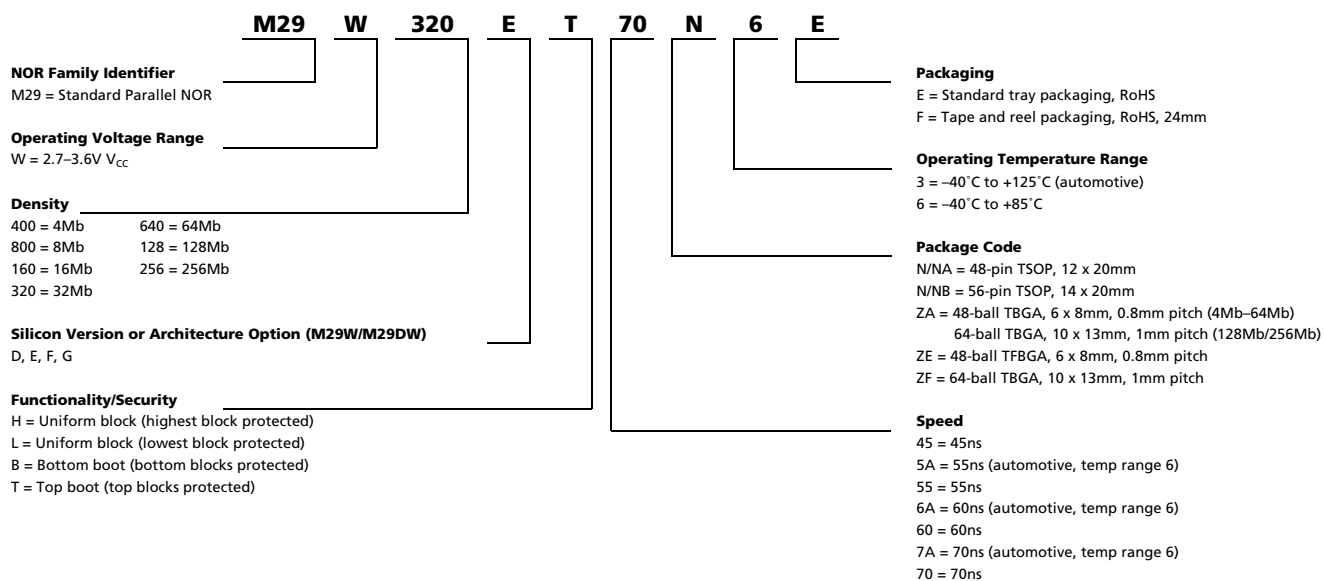 M29 W 320 E T 70 N 6 E
NOR Family Identifier
M29 = Standard Parallel NOR
Operating Voltage Range
W = 2.7–3.6V VCC
Density
400 = 4Mb 640 = 64Mb
800 = 8Mb 128 = 128Mb
160 = 16Mb 256 = 256Mb
320 = 32Mb
Silicon Version or Architecture Option (M29W/M29DW)
D, E, F, G
Functionality/Security
H = Uniform block (highest block protected)
L = Uniform block (lowest block protected)
B = Bottom boot (bottom blocks protected)
T = Top boot (top blocks protected)
Packaging
E = Standard tray packaging, RoHS
F = Tape and reel packaging, RoHS, 24mm
Operating Temperature Range
3 = –40˚C to +125˚C (automotive)
6 = –40˚C to +85˚C
Package Code
N/NA = 48-pin TSOP, 12 x 20mm
N/NB = 56-pin TSOP, 14 x 20mm
ZA = 48-ball TBGA, 6 x 8mm, 0.8mm pitch (4Mb–64Mb)
64-ball TBGA, 10 x 13mm, 1mm pitch (128Mb/256Mb)
ZE = 48-ball TFBGA, 6 x 8mm, 0.8mm pitch
ZF = 64-ball TBGA, 10 x 13mm, 1mm pitch
Speed
45 = 45ns
5A = 55ns (automotive, temp range 6)
55 = 55ns
6A = 60ns (automotive, temp range 6)
60 = 60ns
7A = 70ns (automotive, temp range 6)
70 = 70ns